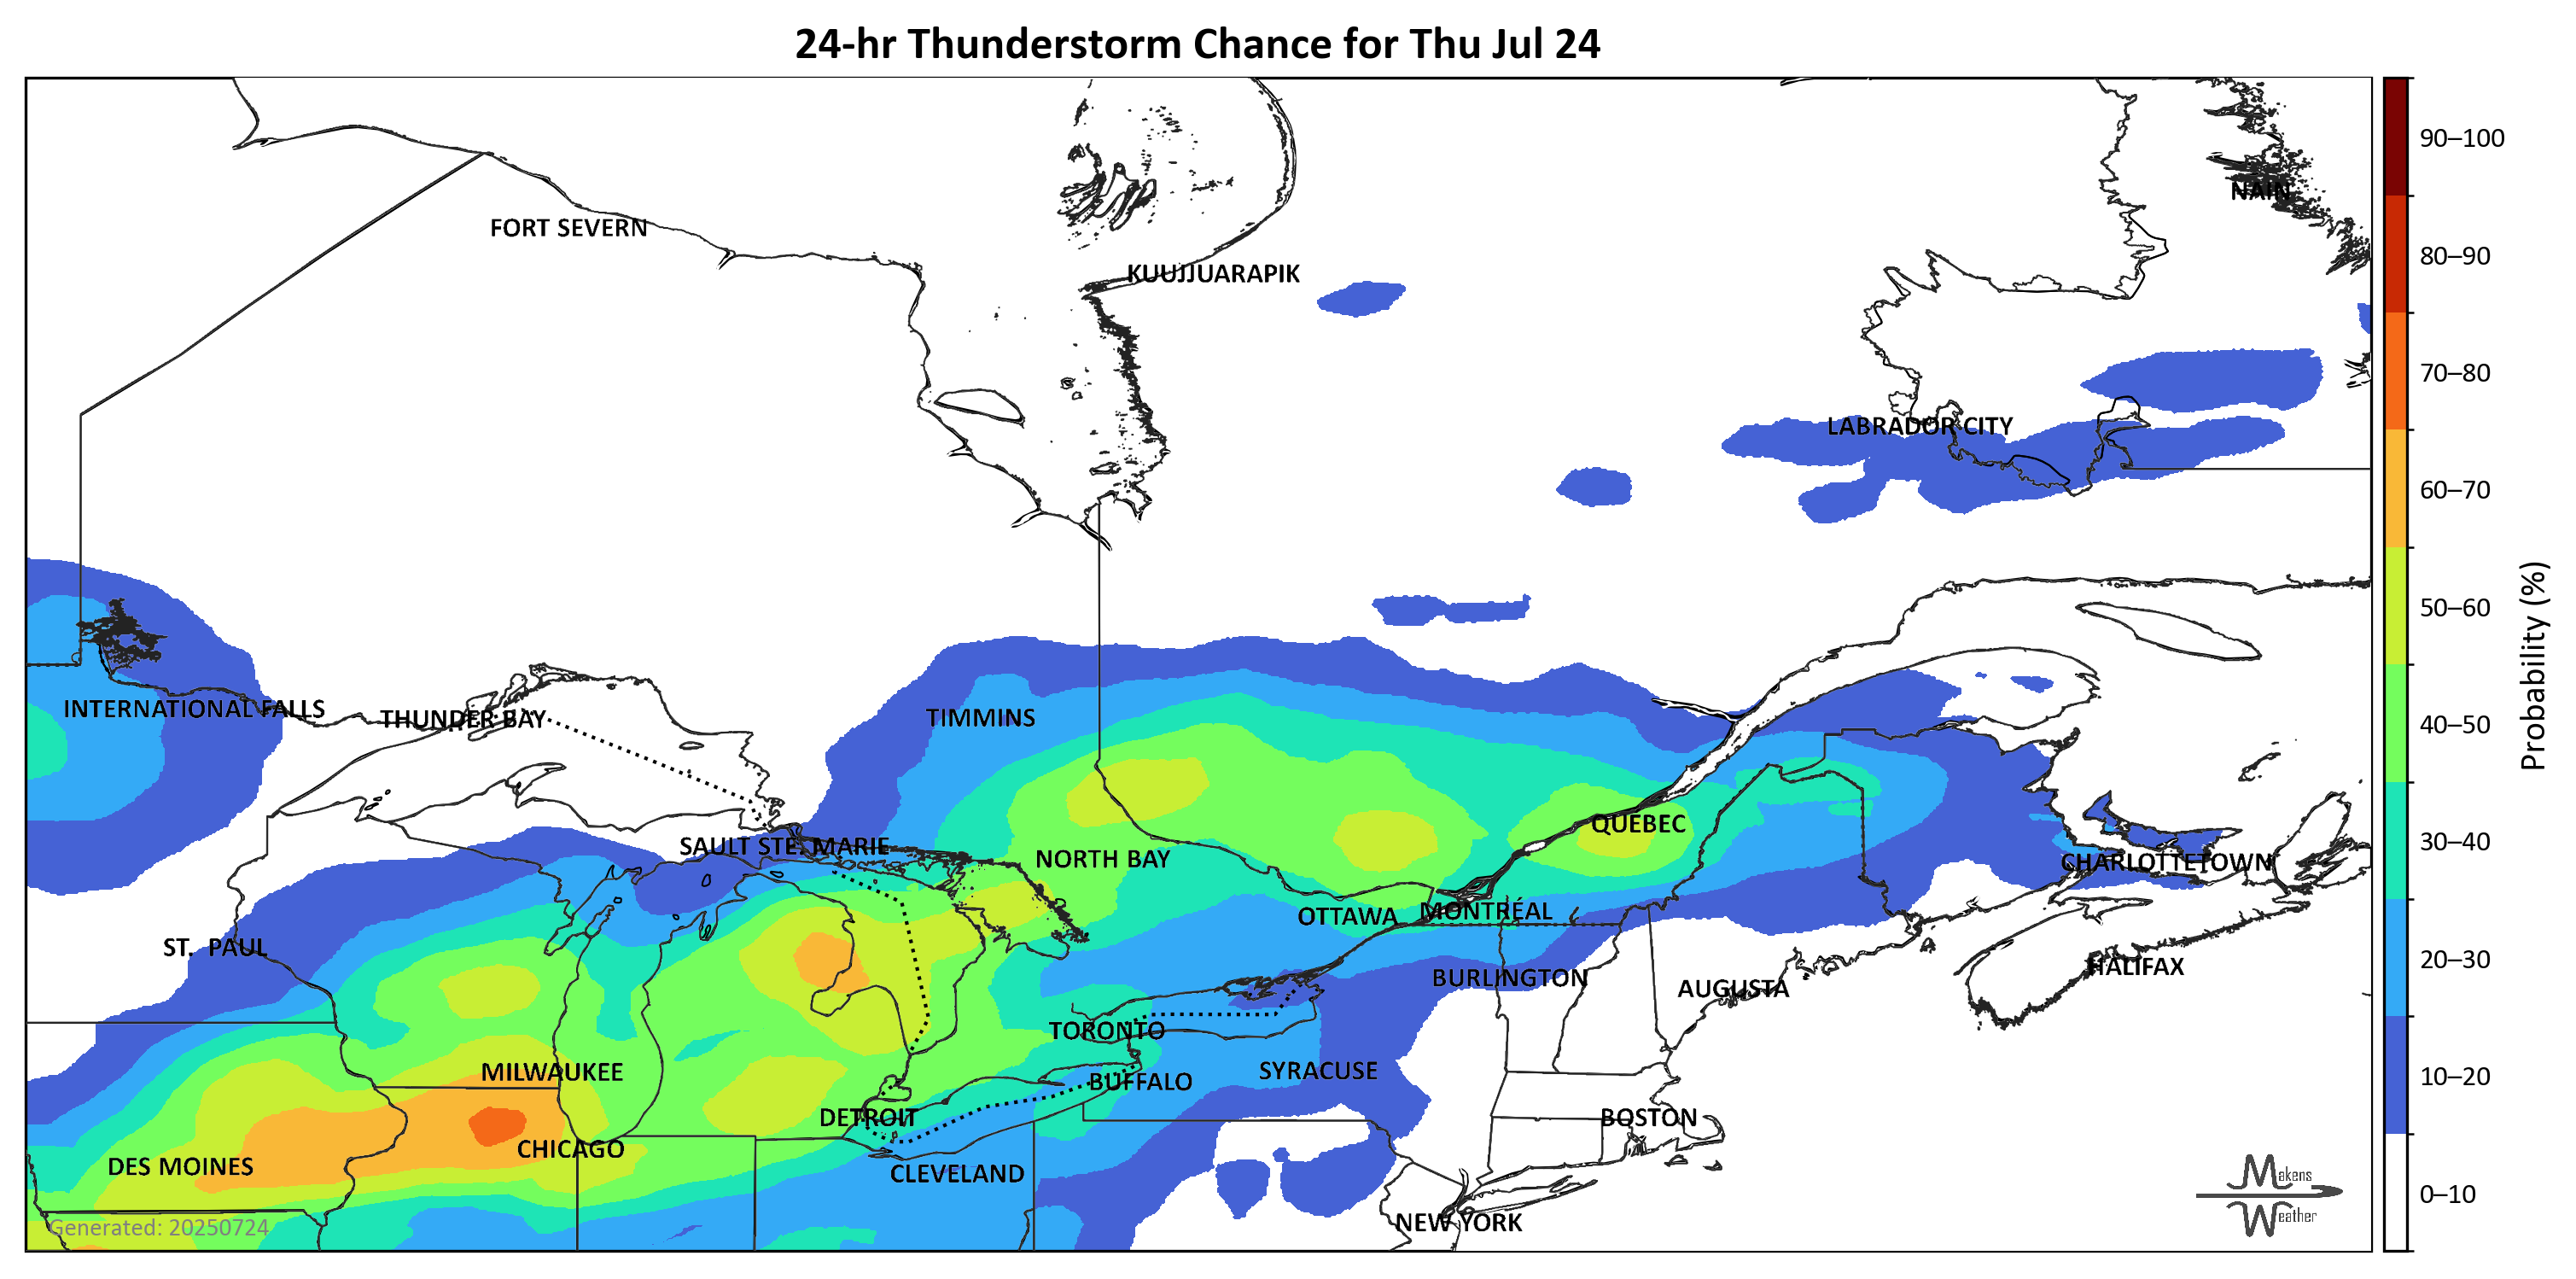 24-hr Thunderstorm Chance for Thu Jul 24
90–100
NAIN
FORT SEVERN
80–90
KUUJJUARAPIK
70–80
LABRADOR CITY
60–70
50–60
INTERNATIONAL FALLS
THUNDER BAY
TIMMINS
40–50
Probability (%)
QUEBEC
30–40
SAULT STE. MARIE
NORTH BAY
CHARLOTTETOWN
OTTAWA
MONTRÉAL
ST. PAUL
20–30
HALIFAX
BURLINGTON
AUGUSTA
TORONTO
MILWAUKEE
SYRACUSE
10–20
BUFFALO
DETROIT
BOSTON
CHICAGO
DES MOINES
CLEVELAND
Makens
Weather
0–10
NEW YORK
Generated: 20250724